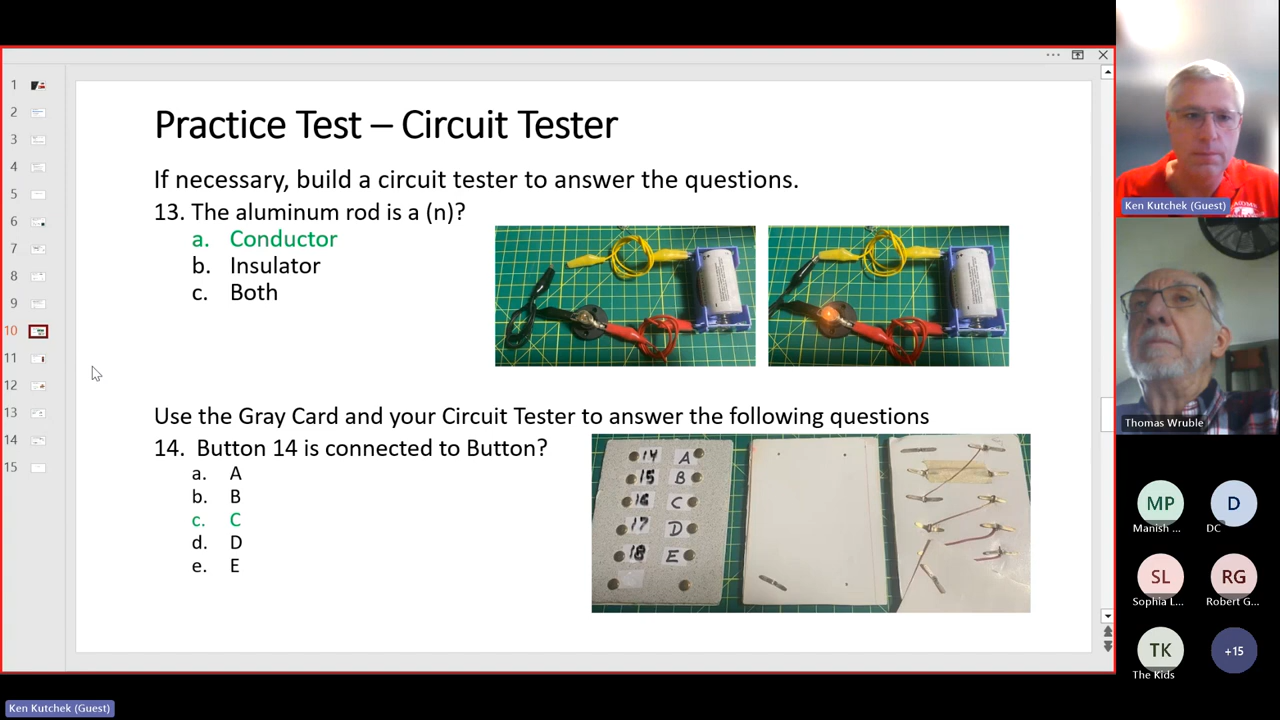 Practice Test – Circuit Tester
If necessary, build a circuit tester to answer the questions.
13. The aluminum rod is a (n)?
a. Conductor
b. Insulator
c. Both
Use the Gray Card and your Circuit Tester to answer the following questions
14. Button 14 is connected to Button?
a. A
b. B
c. C
d. D
e. E
14 A
15 B
16 C
17 D
18 E
1
2
3
4
5
6
7
8
9
10
11
12
13
14
15
Ken Kutchek (Guest)
Thomas Wruble
MP
Manish ...
D
DC
SL
Sophia L...
RG
Robert G...
TK
The Kids
+15
Ken Kutchek (Guest)